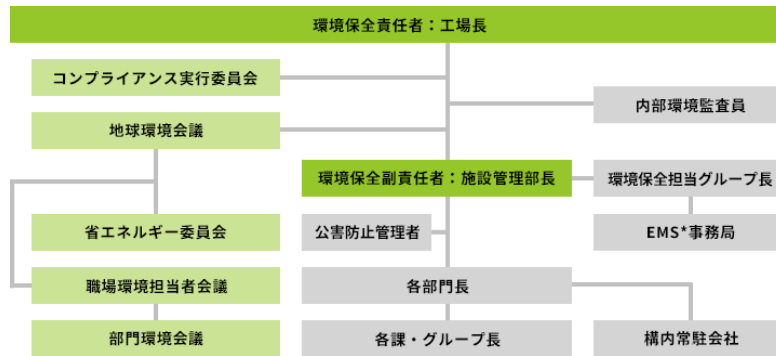 環境保全責任者：工場長
コンプライアンス実行委員会
内部環境監査員
地球環境会議
環境保全副責任者：施設管理部長
環境保全担当グループ長
省エネルギー委員会
公害防止管理者
EMS*事務局
職場環境担当者会議
各部門長
部門環境会議
各課・グループ長
構内常駐会社